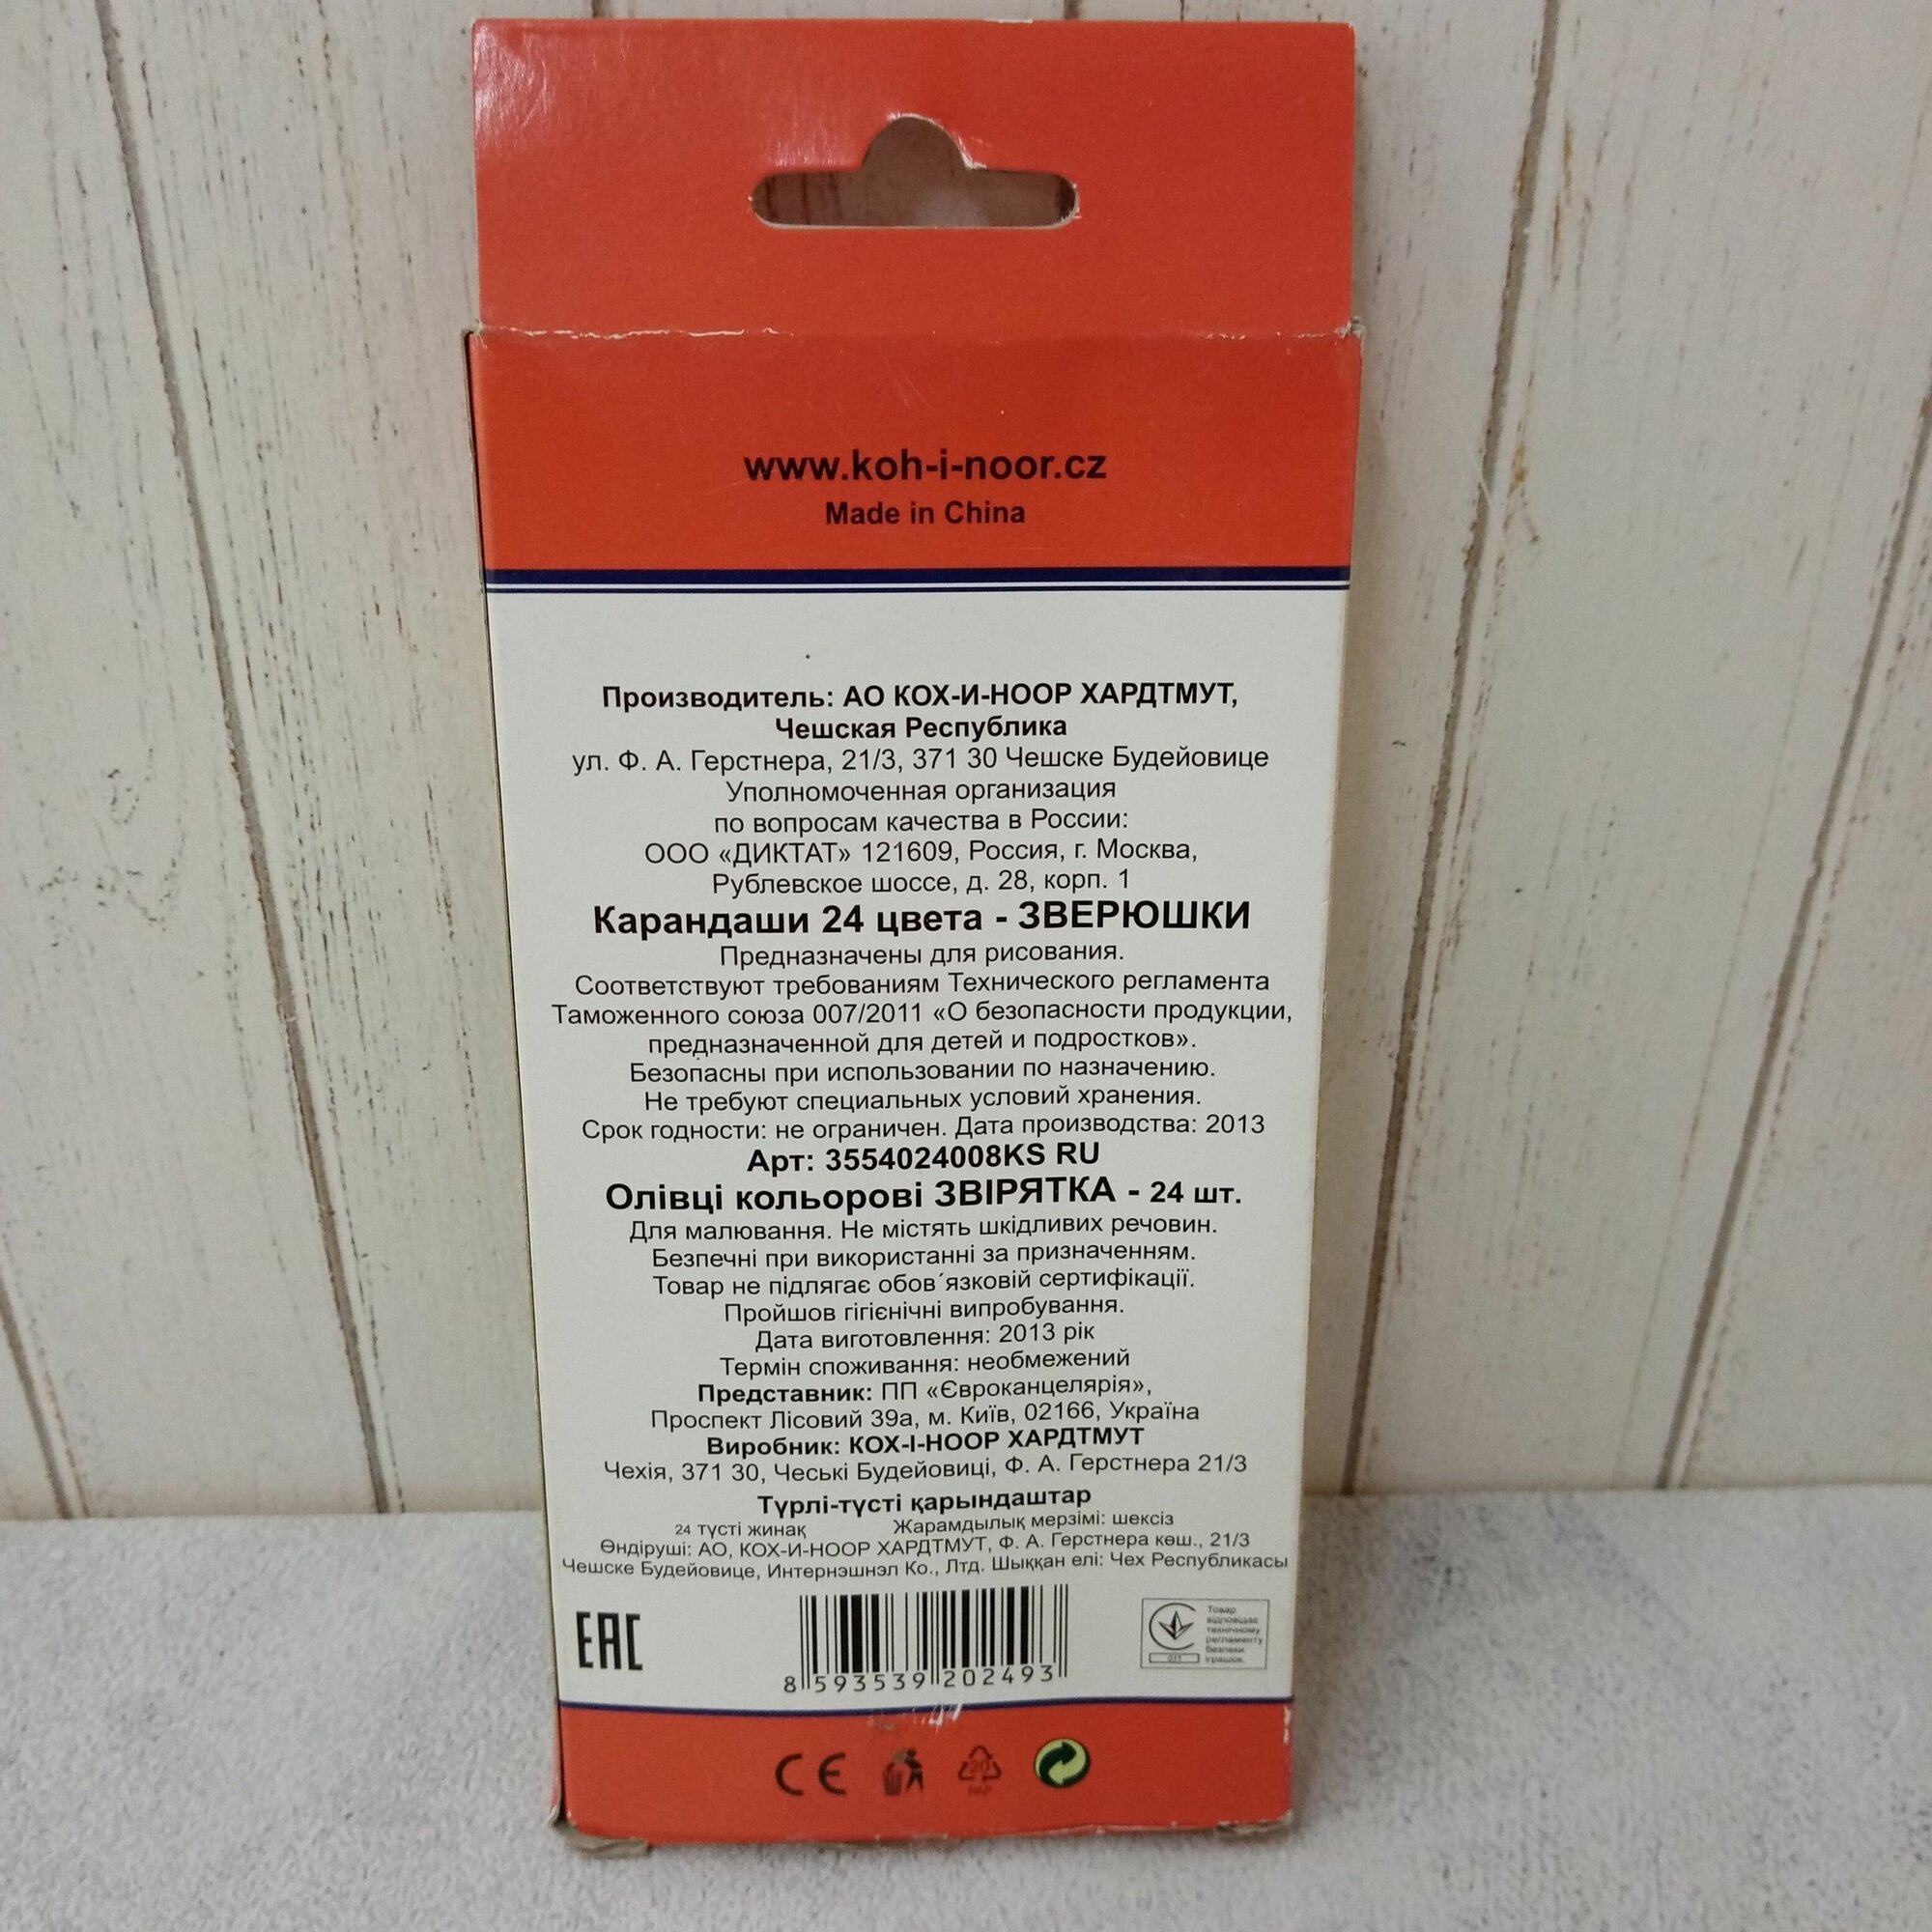 www.koh-i-noor.cz
Made in China
Производитель: АО КОХ-И-НООР ХАРДТМУТ,
Чешская Республика
ул. Ф. А. Герстнера, 21/3, 371 30 Чешске Будейовице
Уполномоченная организация
по вопросам качества в России:
ООО «ДИКТАТ» 121609, Россия, г. Москва,
Рублевское шоссе, д. 28, корп. 1
Карандаши 24 цвета - ЗВЕРЮШКИ
Предназначены для рисования.
Соответствуют требованиям Технического регламента
Таможенного союза 007/2011 «О безопасности продукции,
предназначенной для детей и подростков».
Безопасны при использовании по назначению.
Не требуют специальных условий хранения.
Срок годности: не ограничен. Дата производства: 2013
Арт: 3554024008KS RU
Олівці кольорові ЗВІРЯТКА - 24 шт.
Для малювання. Не містять шкідливих речовин.
Безпечні при використанні за призначенням.
Товар не підлягає обов´язковій сертифікації.
Пройшов гігієнічні випробування.
Дата виготовлення: 2013 рік
Термін споживання: необмежений
Представник: ПП «Євроканцелярія»,
Проспект Лісовий 39а, м. Київ, 02166, Україна
Виробник: КОХ-І-НООР ХАРДТМУТ
Чехія, 371 30, Чеські Будейовиці, Ф. А. Герстнера 21/3
Түрлі-түсті қарындаштар
24 түсті жинақ Жарамдылық мерзімі: шексіз
Өндіруші: АО, КОХ-И-НООР ХАРДТМУТ, Ф. А. Герстнера көш., 21/3
Чешске Будейовице, Интернэшнэл Ко., Лтд. Шыққан елі: Чех Республикасы
EAC
8 593539 202493
Товар
відповідає
технічному
регламенту
безпеки
іграшок.
CE
20
PAP